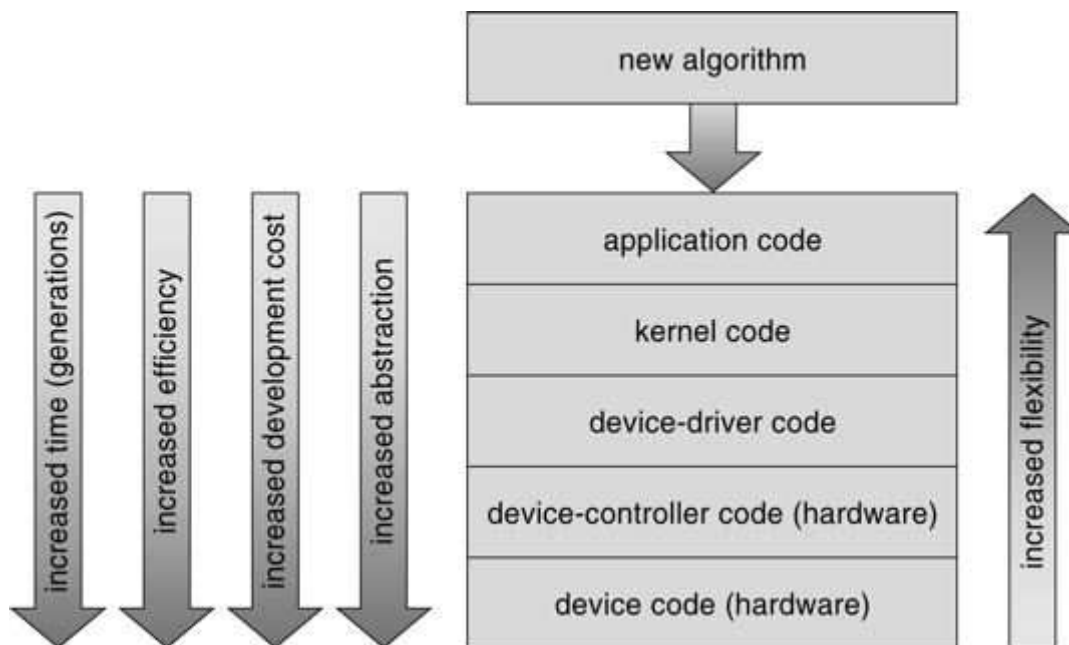 new algorithm
increased time (generations)
increased efficiency
increased development cost
increased abstraction
application code
kernel code
device-driver code
device-controller code (hardware)
device code (hardware)
increased flexibility